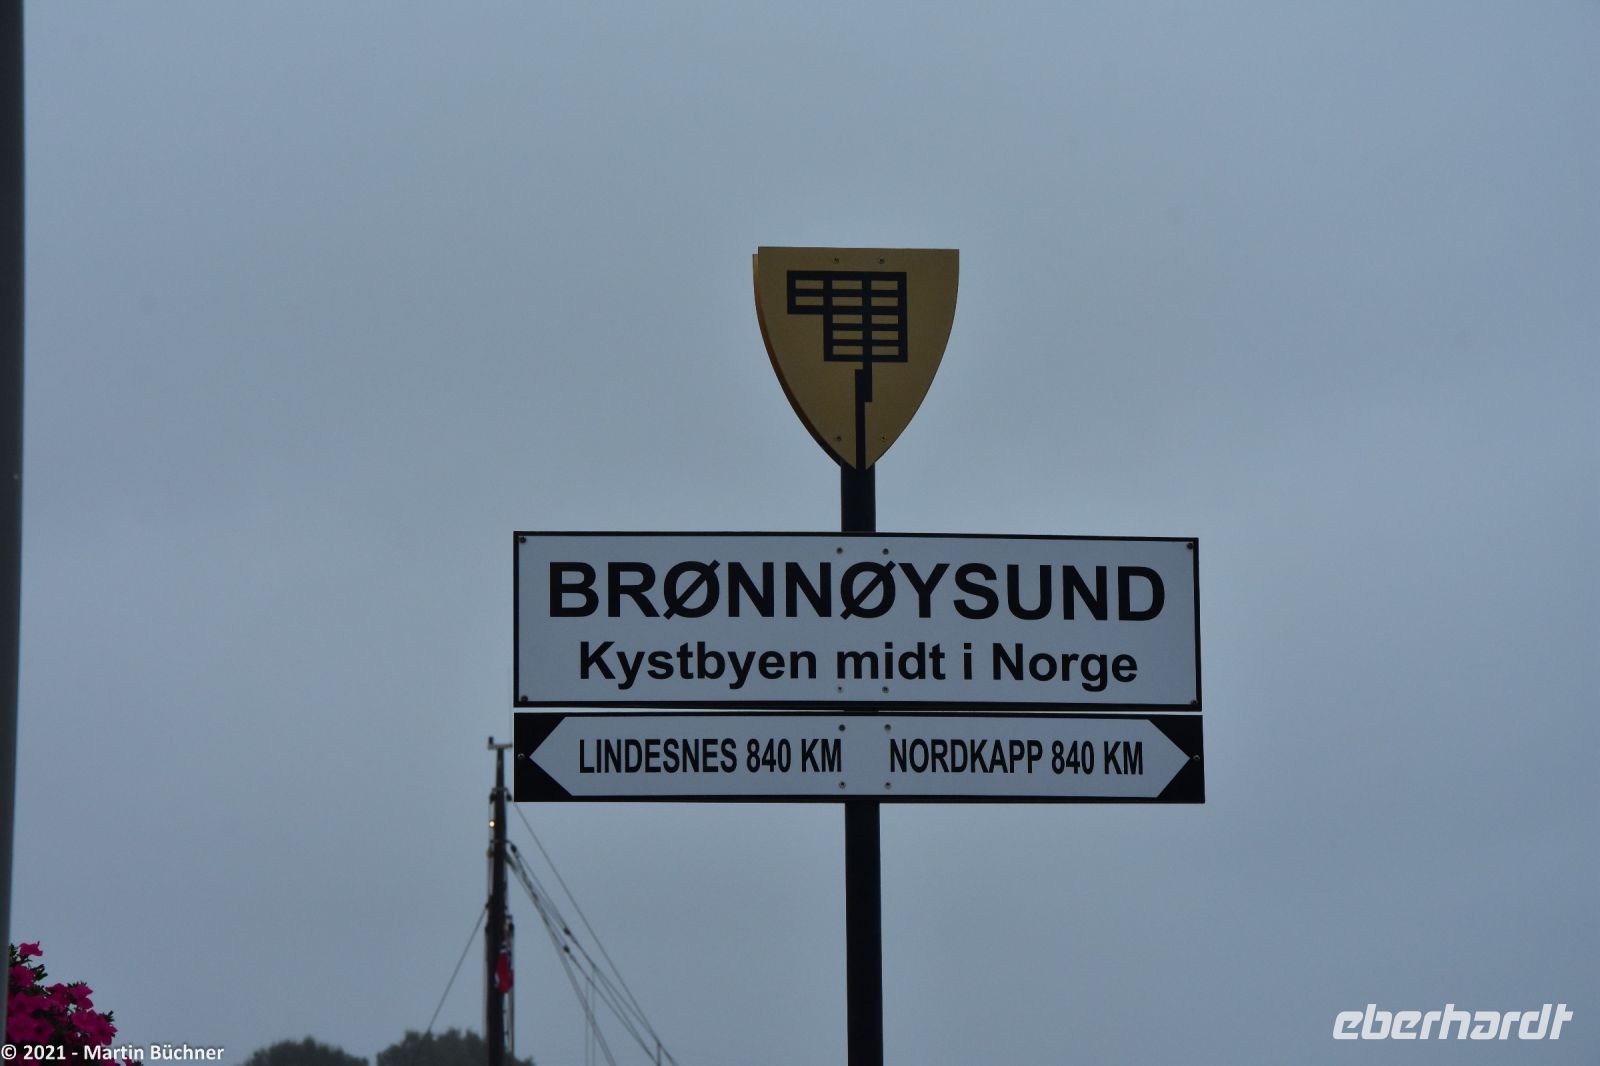 BRØNNØYSUND
Kystbyen midt i Norge
LINDESNES 840 KM NORDKAPP 840 KM
© 2021 - Martin Büchner
eberhardt